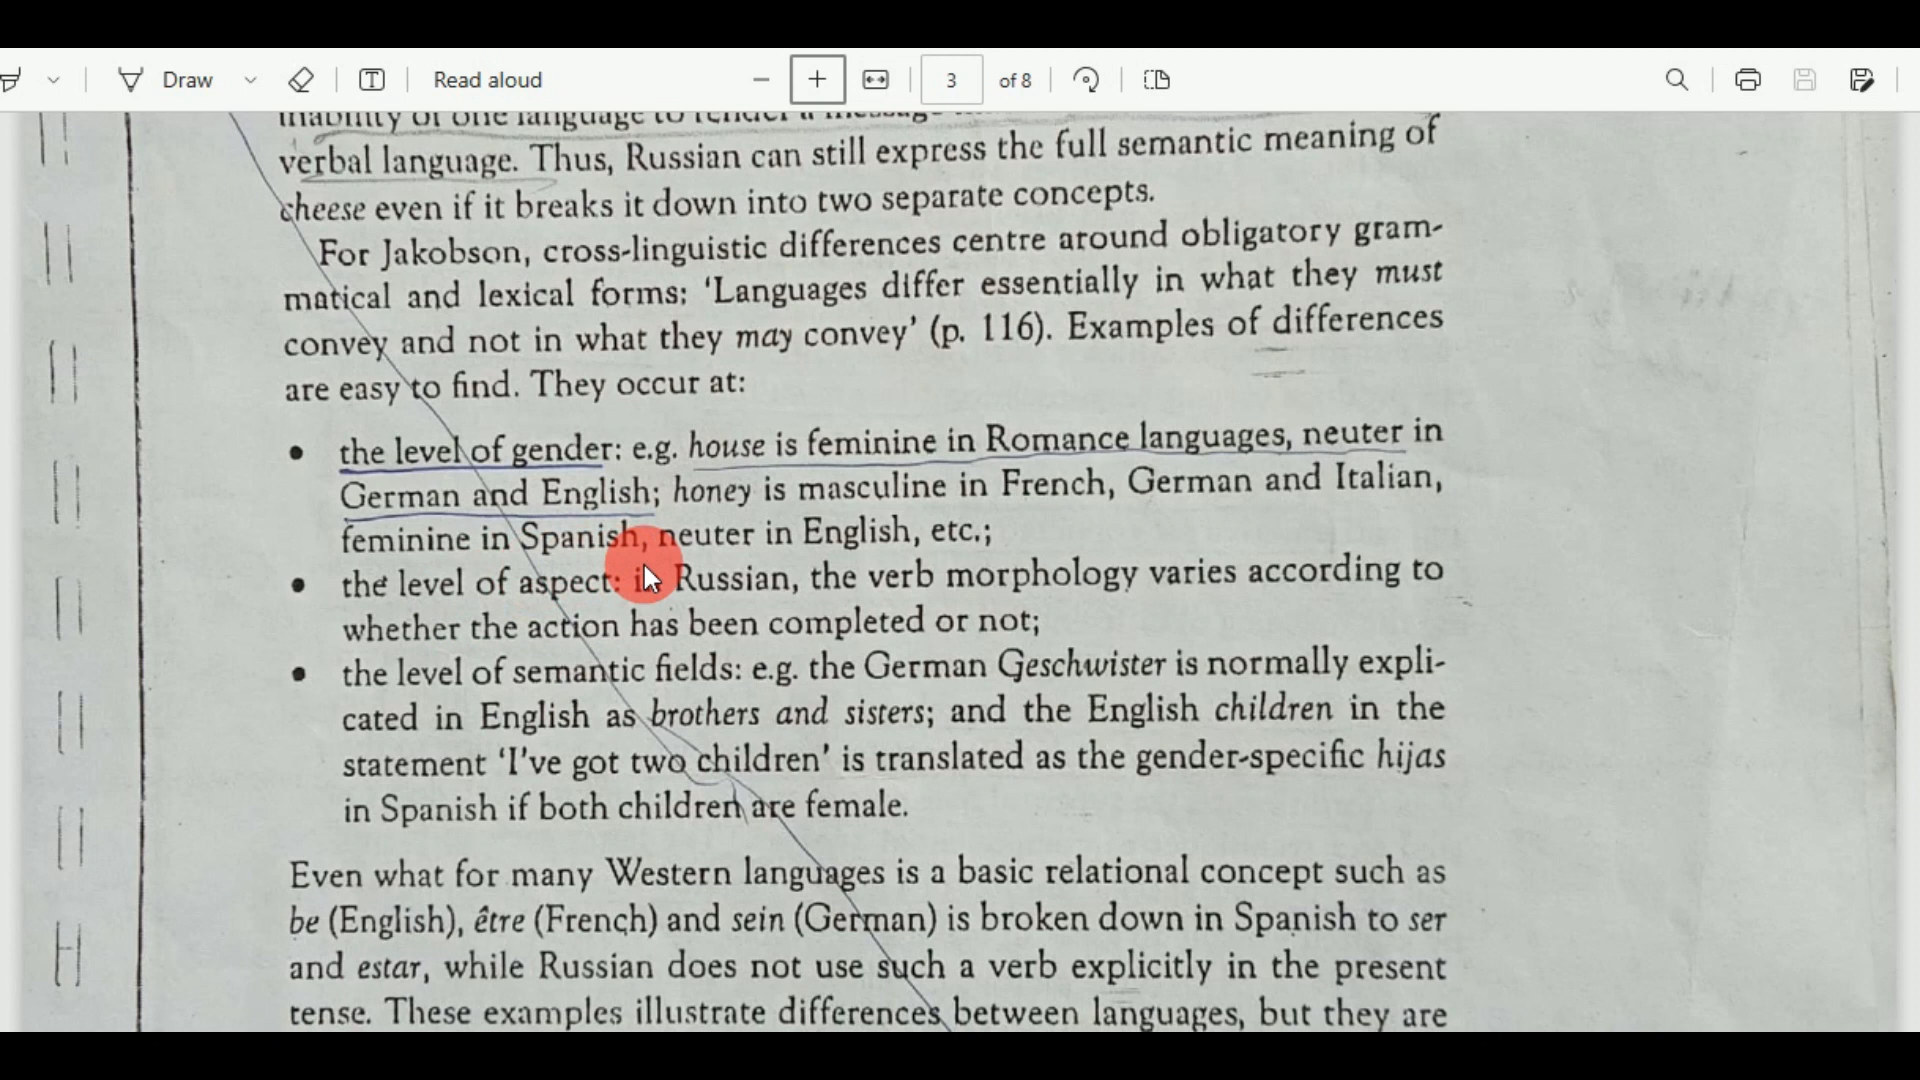 Draw
Read aloud
3
of 8
inability of one language to render a message
verbal language. Thus, Russian can still express the full semantic meaning of
cheese even if it breaks it down into two separate concepts.
For Jakobson, cross-linguistic differences centre around obligatory gram-
matical and lexical forms: ‘Languages differ essentially in what they must
convey and not in what they may convey’ (p. 116). Examples of differences
are easy to find. They occur at:
• the level of gender: e.g. house is feminine in Romance languages, neuter in
German and English; honey is masculine in French, German and Italian,
feminine in Spanish, neuter in English, etc.;
• the level of aspect: in Russian, the verb morphology varies according to
whether the action has been completed or not;
• the level of semantic fields: e.g. the German Geschwister is normally expli-
cated in English as brothers and sisters; and the English children in the
statement ‘I've got two children’ is translated as the gender-specific hijas
in Spanish if both children are female.
Even what for many Western languages is a basic relational concept such as
be (English), être (French) and sein (German) is broken down in Spanish to ser
and estar, while Russian does not use such a verb explicitly in the present
tense. These examples illustrate differences between languages, but they are